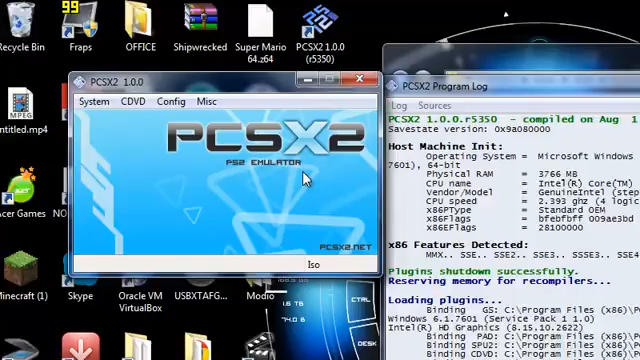 99
Recycle Bin
Fraps
OFFICE
Shipwrecked
Super Mario
64.z64
PCSX2 1.0.0
(r5350)
ntitled.mp4
Acer Games
NO
Minecraft (1)
Skype
Oracle VM
VirtualBox
USBXTAFG...
Modio
PCSX2 1.0.0
System CDVD Config Misc
PCSX2
PS2 EMULATOR
PCSX2.NET
Iso
1.6 TB
74.0 G
CTRL
DESK
PCSX2 Program Log
Log Sources
PCSX2 1.0.0.r5350 - compiled on Aug 1
Savestate version: 0x9a080000
Host Machine Init:
Operating System = Microsoft Windows
7601), 64-bit
Physical RAM = 3766 MB
CPU name = Intel(R) Core(TM)
Vendor/Model = GenuineIntel (step
CPU speed = 2.393 ghz (4 logic
x86PType = Standard OEM
x86Flags = bfebfbff 009ae3bd
x86EFlags = 28100000
x86 Features Detected:
MMX.. SSE.. SSE2.. SSE3.. SSSE3..
Plugins shutdown successfully.
Reserving memory for recompilers...
Loading plugins...
Binding GS: C:\Program Files (x
Windows 6.1.7601 (Service Pack 1 1.0)
Intel(R) HD Graphics (8.15.10.2622)
Binding PAD: C:\Program Files (
Binding SPU2: C:\Program Files
Binding CDVD: C:\Program Files